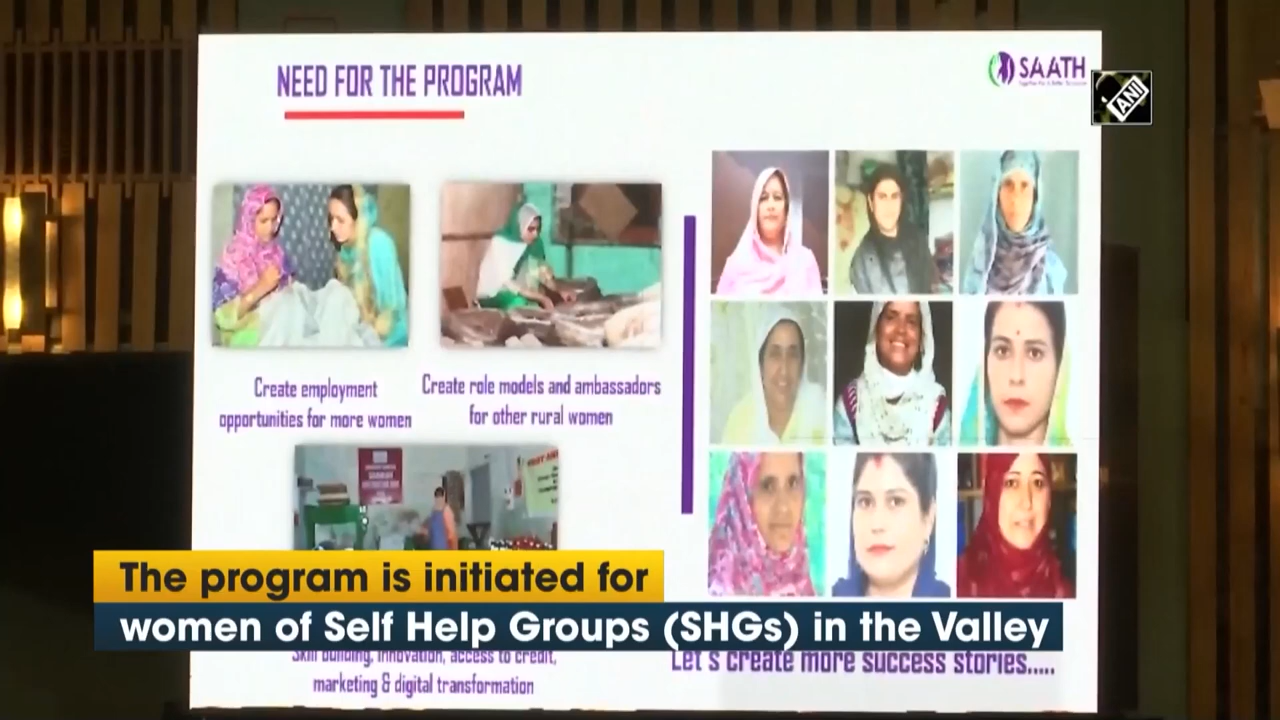 NEED FOR THE PROGRAM
SAATH
ANI
Create employment
opportunities for more women
Create role models and ambassadors
for other rural women
The program is initiated for
women of Self Help Groups (SHGs) in the Valley
Skill building, innovation, access to credit,
marketing & digital transformation
Let's create more success stories.....